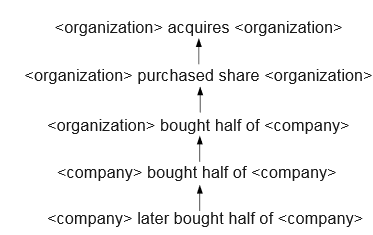 <organization> acquires <organization>
<organization> purchased share <organization>
<organization> bought half of <company>
<company> bought half of <company>
<company> later bought half of <company>